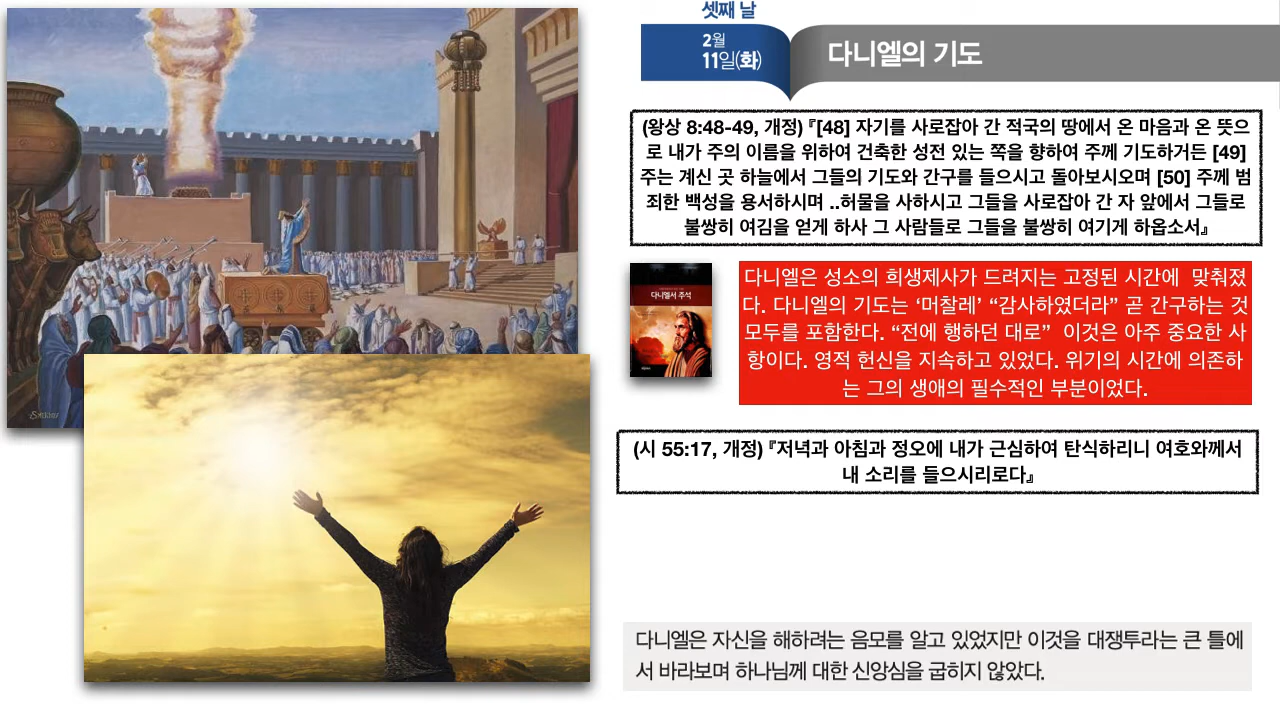 셋째 날
2월
11일(화)
다니엘의 기도
(왕상 8:48-49, 개정)『[48] 자기를 사로잡아 간 적국의 땅에서 온 마음과 온 뜻으
로 내가 주의 이름을 위하여 건축한 성전 있는 쪽을 향하여 주께 기도하거든 [49]
주는 계신 곳 하늘에서 그들의 기도와 간구를 들으시고 돌아보시오며 [50] 주께 범
죄한 백성을 용서하시며 ..허물을 사하시고 그들을 사로잡아 간 자 앞에서 그들로
불쌍히 여김을 얻게 하사 그 사람들로 그들을 불쌍히 여기게 하옵소서』
다니엘서 주석
다니엘은 성소의 희생제사가 드려지는 고정된 시간에 맞춰졌
다. 다니엘의 기도는 ‘머찰레’ “감사하였더라” 곧 간구하는 것
모두를 포함한다. “전에 행하던 대로” 이것은 아주 중요한 사
항이다. 영적 헌신을 지속하고 있었다. 위기의 시간에 의존하
는 그의 생애의 필수적인 부분이었다.
(시 55:17, 개정)『저녁과 아침과 정오에 내가 근심하여 탄식하리니 여호와께서
내 소리를 들으시리로다』
다니엘은 자신을 해하려는 음모를 알고 있었지만 이것을 대쟁투라는 큰 틀에
서 바라보며 하나님께 대한 신앙심을 굽히지 않았다.